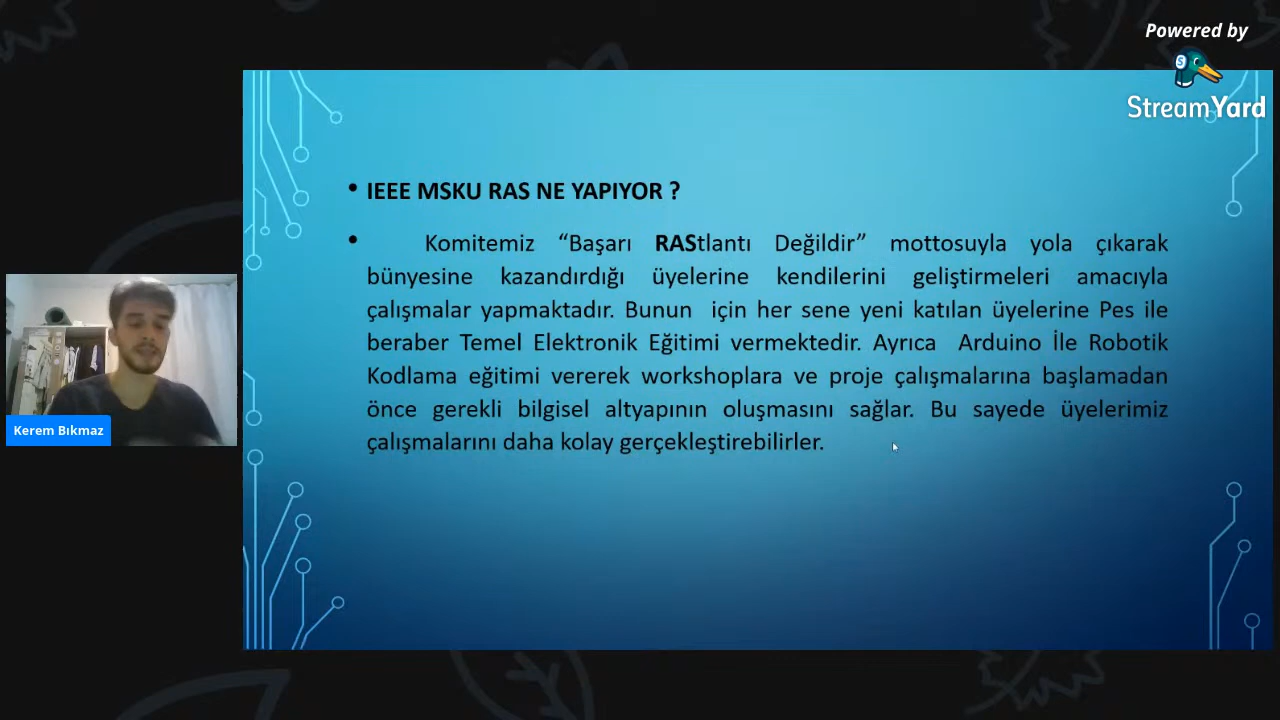 Powered by
StreamYard
• IEEE MSKU RAS NE YAPIYOR ?
• Komitemiz “Başarı RAStlantı Değildir” mottosuyla yola çıkarak
bünyesine kazandırdığı üyelerine kendilerini geliştirmeleri amacıyla
çalışmalar yapmaktadır. Bunun için her sene yeni katılan üyelerine Pes ile
beraber Temel Elektronik Eğitimi vermektedir. Ayrıca Arduino İle Robotik
Kodlama eğitimi vererek workshoplara ve proje çalışmalarına başlamadan
önce gerekli bilgisel altyapının oluşmasını sağlar. Bu sayede üyelerimiz
çalışmalarını daha kolay gerçekleştirebilirler.
Kerem Bıkmaz